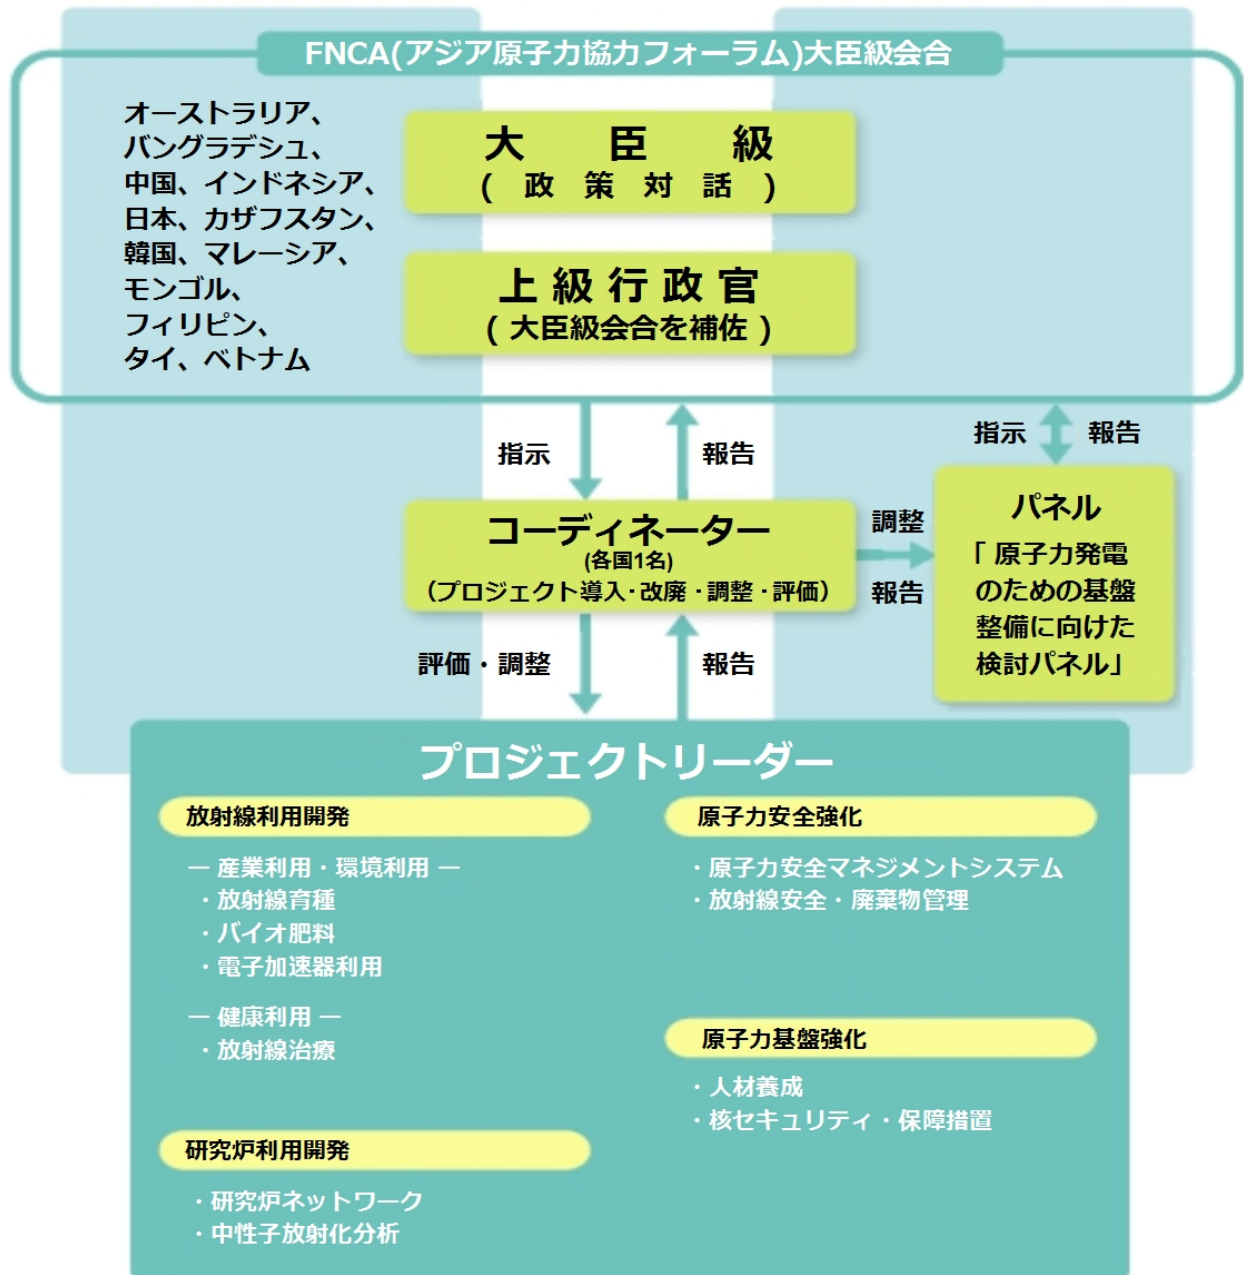 FNCA(アジア原子力協力フォーラム)大臣級会合
オーストラリア、
バングラデシュ、
中国、インドネシア、
日本、カザフスタン、
韓国、マレーシア、
モンゴル、
フィリピン、
タイ、ベトナム
大臣級
(政策対話)
上級行政官
(大臣級会合を補佐)
指示
報告
指示
報告
コーディネーター
(各国1名)
(プロジェクト導入・改廃・調整・評価)
調整
報告
パネル
「原子力発電
のための基盤
整備に向けた
検討パネル」
評価・調整
報告
プロジェクトリーダー
放射線利用開発
― 産業利用・環境利用 ―
・放射線育種
・バイオ肥料
・電子加速器利用
― 健康利用 ―
・放射線治療
研究炉利用開発
・研究炉ネットワーク
・中性子放射化分析
原子力安全強化
・原子力安全マネジメントシステム
・放射線安全・廃棄物管理
原子力基盤強化
・人材養成
・核セキュリティ・保障措置